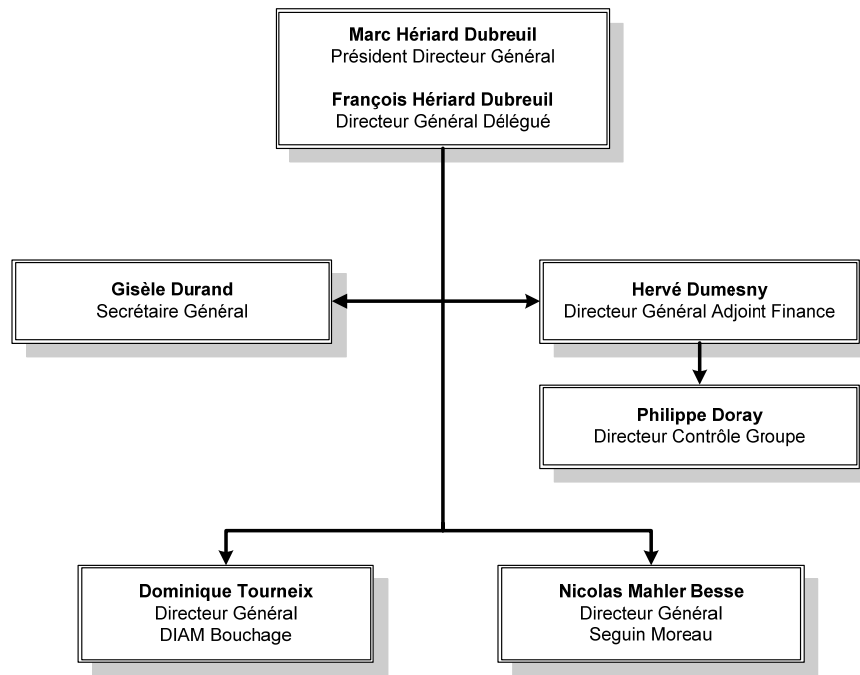 Marc Hériard Dubreuil
Président Directeur Général
François Hériard Dubreuil
Directeur Général Délégué
Gisèle Durand
Secrétaire Général
Hervé Dumesny
Directeur Général Adjoint Finance
Philippe Doray
Directeur Contrôle Groupe
Dominique Tourneix
Directeur Général
DIAM Bouchage
Nicolas Mahler Besse
Directeur Général
Seguin Moreau